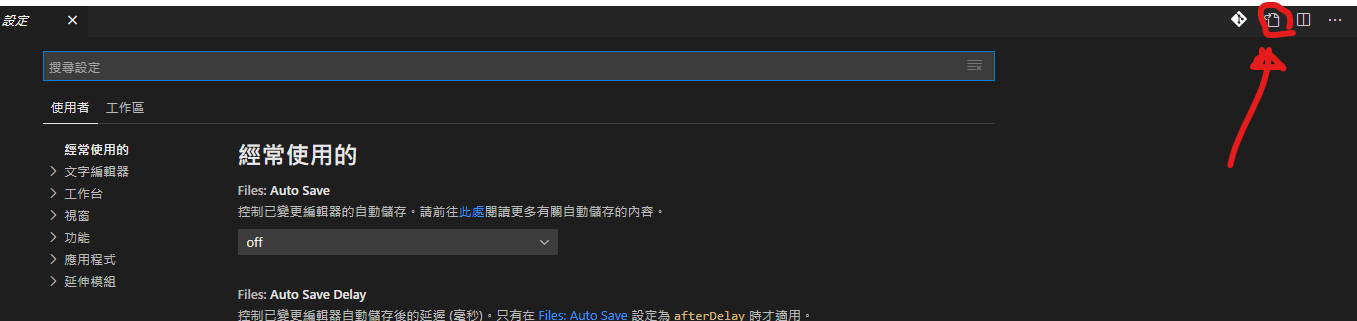 設定
搜尋設定
使用者 工作區
經常使用的
文字編輯器
工作台
視窗
功能
應用程式
延伸模組
經常使用的
Files: Auto Save
控制已變更編輯器的自動儲存。請前往此處閱讀更多有關自動儲存的內容。
off
Files: Auto Save Delay
控制已變更編輯器自動儲存後的延遲 (毫秒)。只有在 Files: Auto Save 設定為 afterDelay 時才適用。